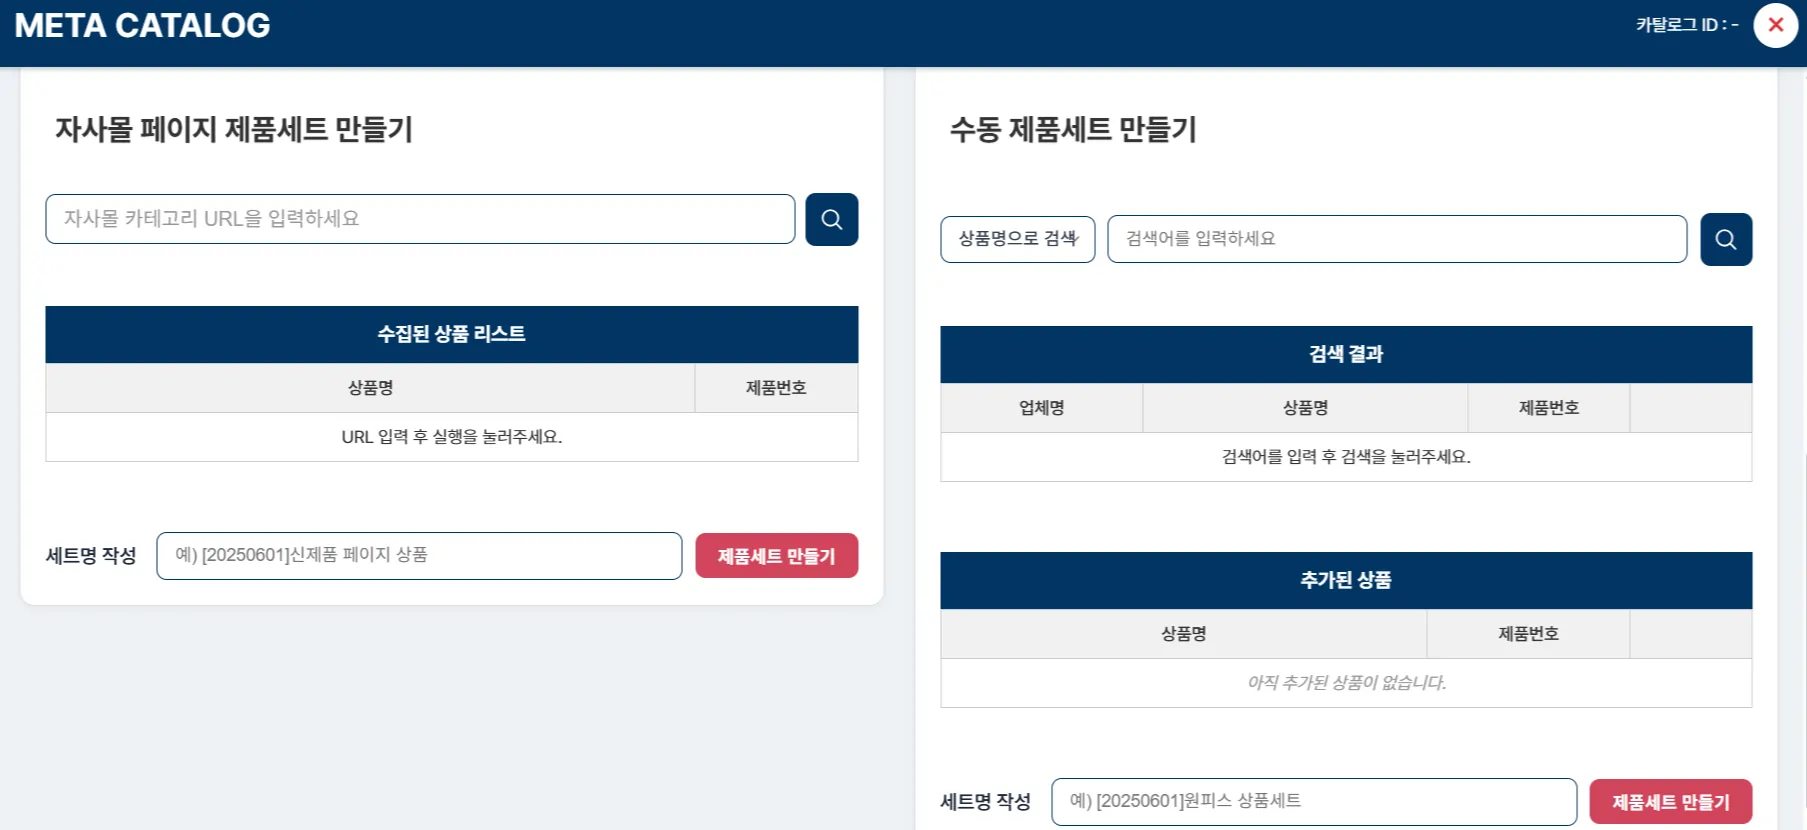 META CATALOG
카탈로그 ID : -
자사몰 페이지 제품세트 만들기
자사몰 카테고리 URL을 입력하세요
수집된 상품 리스트
상품명 제품번호
URL 입력 후 실행을 눌러주세요.
세트명 작성 예) [20250601]신제품 페이지 상품 제품세트 만들기
수동 제품세트 만들기
상품명으로 검색 검색어를 입력하세요
검색 결과
업체명 상품명 제품번호
검색어를 입력 후 검색을 눌러주세요.
추가된 상품
상품명 제품번호
아직 추가된 상품이 없습니다.
세트명 작성 예) [20250601]원피스 상품세트 제품세트 만들기